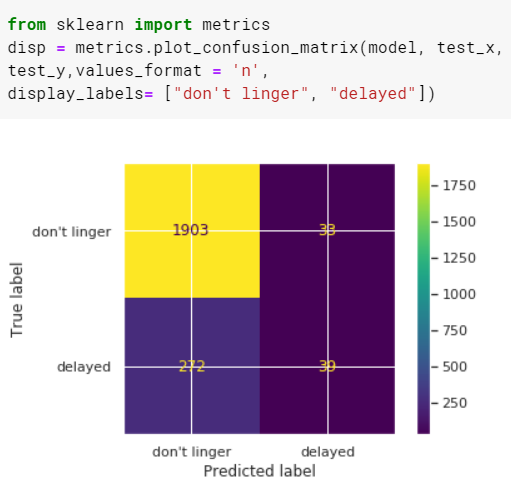 from sklearn import metrics
disp = metrics.plot_confusion_matrix(model, test_x,
test_y,values_format = 'n',
display_labels= ["don't linger", "delayed"])
1750
don't linger
1903
33
1500
1250
True label
1000
750
delayed
272
39
500
250
don't linger
delayed
Predicted label